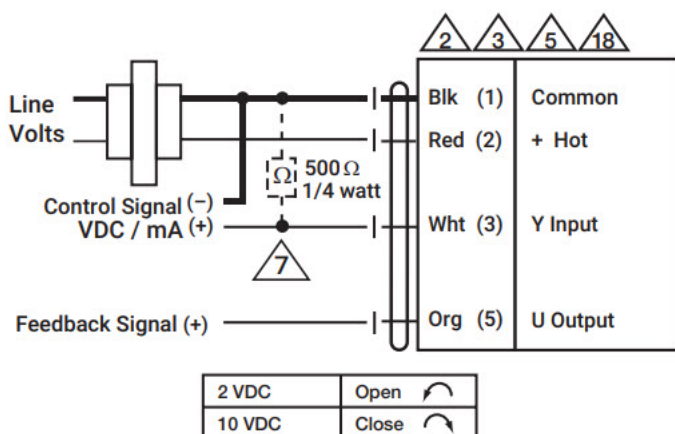 2 3 5 18
Line
Volts
Blk (1) Common
Red (2) + Hot
Ω 500 Ω
1/4 watt
Control Signal (−)
VDC / mA (+)
Wht (3) Y Input
7
Feedback Signal (+)
Org (5) U Output
2 VDC Open
10 VDC Close